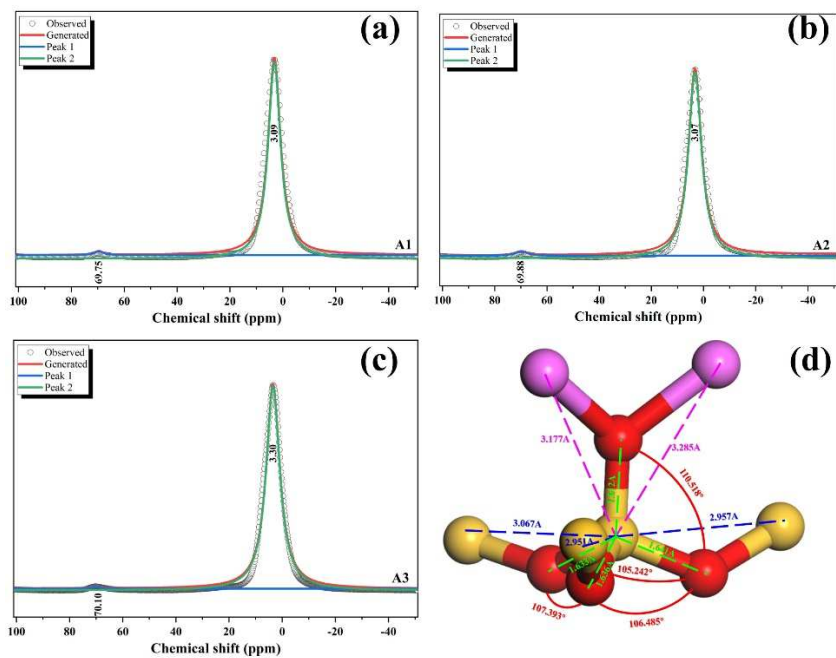 (a)
Observed
Generated
Peak 1
Peak 2
3.09
69.75
A1
100 80 60 40 20 0 -20 -40
Chemical shift (ppm)
(b)
Observed
Generated
Peak 1
Peak 2
3.07
69.88
A2
100 80 60 40 20 0 -20 -40
Chemical shift (ppm)
(c)
Observed
Generated
Peak 1
Peak 2
3.30
70.10
A3
100 80 60 40 20 0 -20 -40
Chemical shift (ppm)
(d)
3.177A
3.285A
110.518°
3.067A
2.951A
2.957A
105.242°
107.393°
106.485°